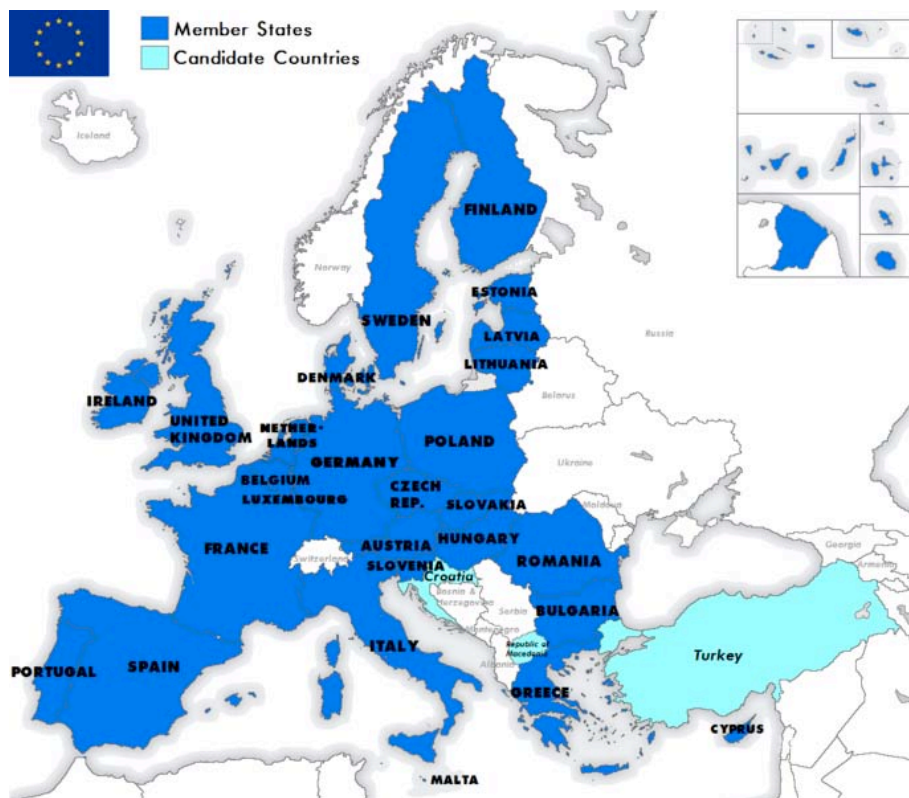 Member States
Candidate Countries
Iceland
FINLAND
Norway
ESTONIA
SWEDEN
Russia
LATVIA
LITHUANIA
DENMARK
IRELAND
Belarus
UNITED
KINGDOM
NETHER-
LANDS
POLAND
GERMANY
Ukraine
BELGIUM
CZECH
REP.
LUXEMBOURG
SLOVAKIA
Moldova
HUNGARY
FRANCE
AUSTRIA
Switzerland
ROMANIA
Georgia
SLOVENIA
Armenia
Croatia
Bosnia &
Herzegovina
Serbia
BULGARIA
Montenegro
ITALY
Republic of
Macedonia
Turkey
Albania
PORTUGAL
SPAIN
GREECE
CYPRUS
MALTA